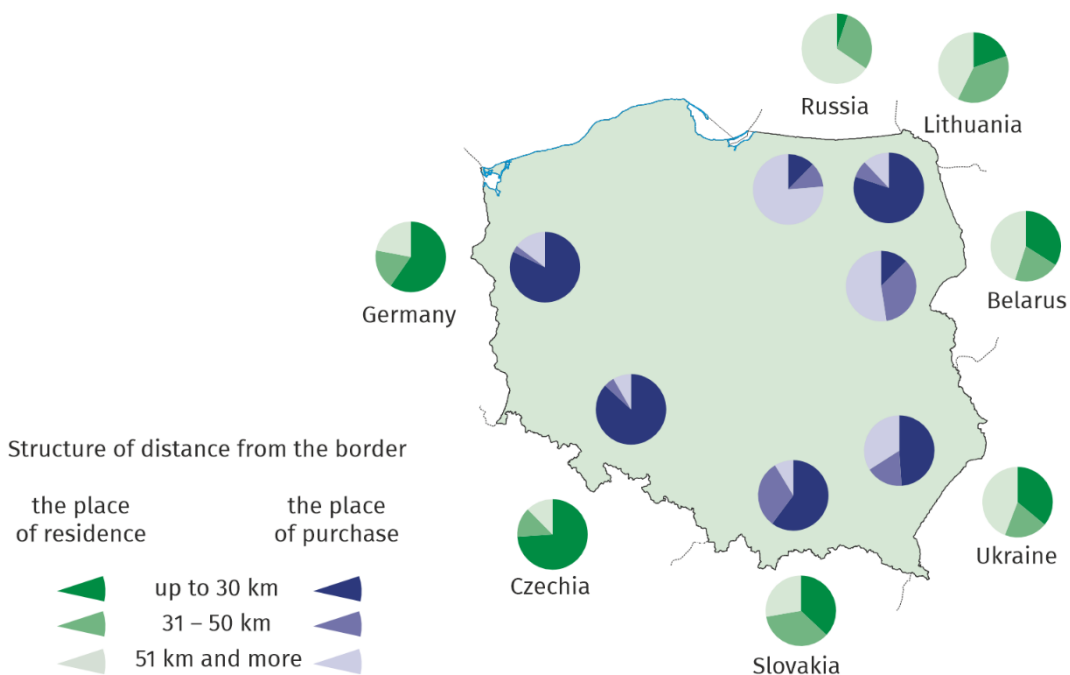 Russia
Lithuania
Belarus
Germany
Structure of distance from the border
the place
of residence
the place
of purchase
up to 30 km
31 – 50 km
51 km and more
Czechia
Ukraine
Slovakia